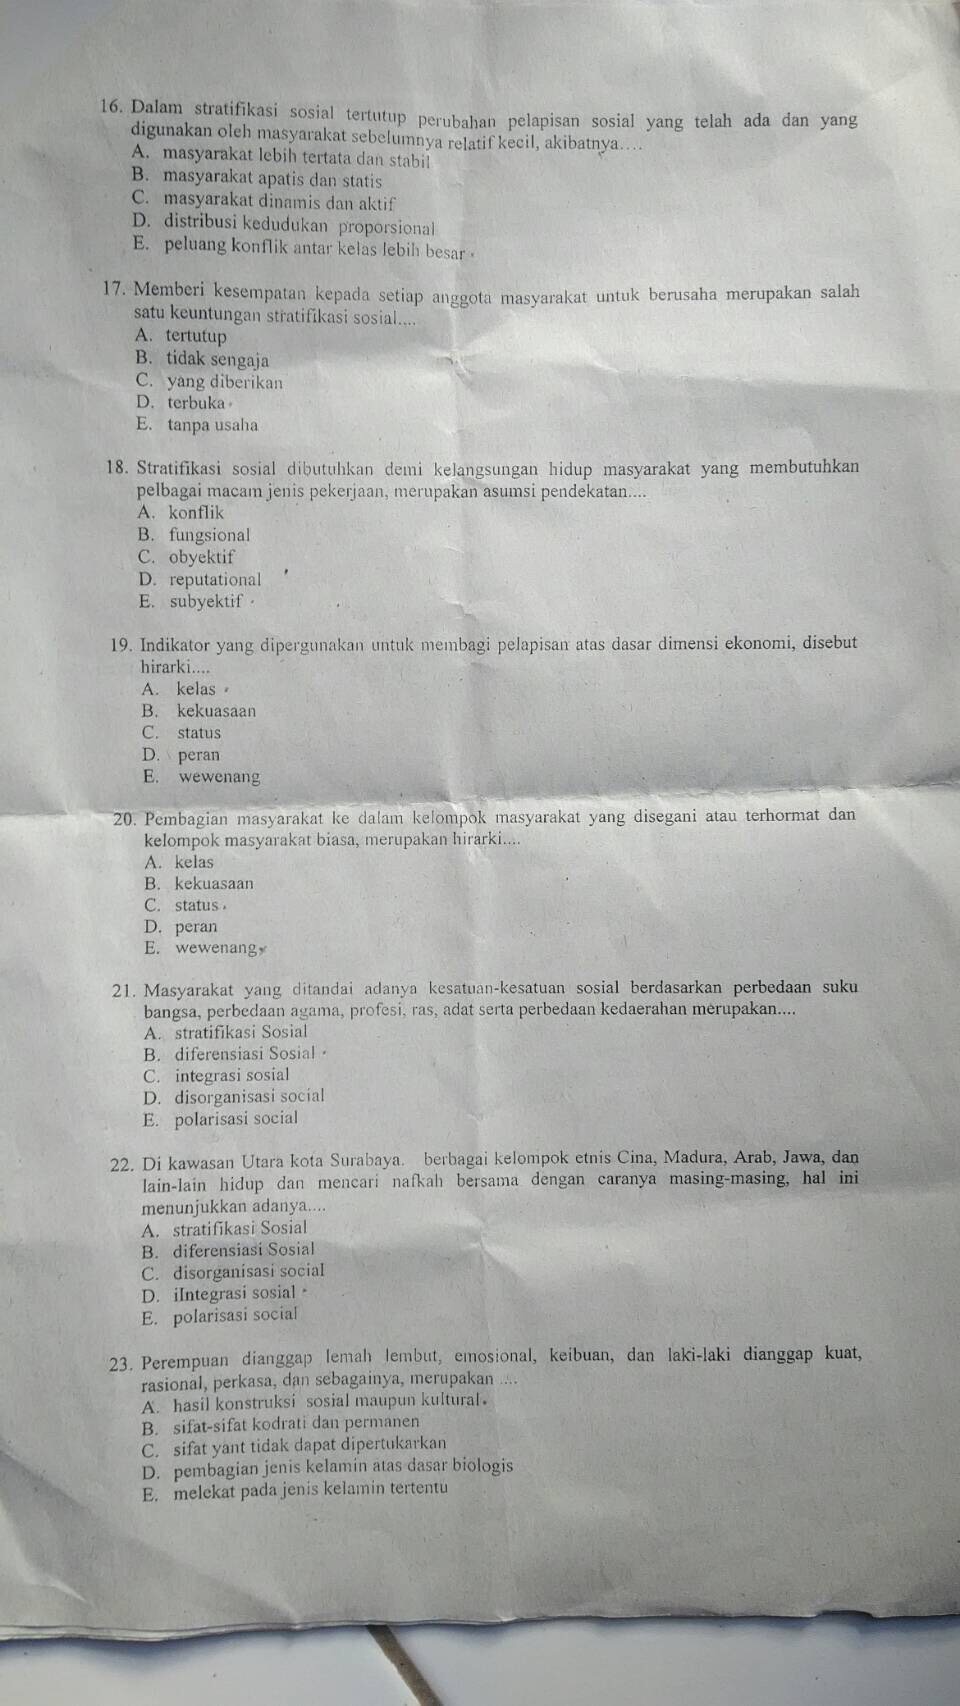 16. Dalam stratifikasi sosial tertutup perubahan pelapisan sosial yang telah ada dan yang
digunakan oleh masyarakat sebelumnya relatif kecil, akibatnya....
A. masyarakat lebih tertata dan stabil
B. masyarakat apatis dan statis
C. masyarakat dinamis dan aktif
D. distribusi kedudukan proporsional
E. peluang konflik antar kelas lebih besar
17. Memberi kesempatan kepada setiap anggota masyarakat untuk berusaha merupakan salah
satu keuntungan stratifikasi sosial....
A. tertutup
B. tidak sengaja
C. yang diberikan
D. terbuka
E. tanpa usaha
18. Stratifikasi sosial dibutuhkan demi kelangsungan hidup masyarakat yang membutuhkan
pelbagai macam jenis pekerjaan, merupakan asumsi pendekatan....
A. konflik
B. fungsional
C. obyektif
D. reputational
E. subyektif
19. Indikator yang dipergunakan untuk membagi pelapisan atas dasar dimensi ekonomi, disebut
hirarki....
A. kelas
B. kekuasaan
C. status
D. peran
E. wewenang
20. Pembagian masyarakat ke dalam kelompok masyarakat yang disegani atau terhormat dan
kelompok masyarakat biasa, merupakan hirarki....
A. kelas
B. kekuasaan
C. status
D. peran
E. wewenang
21. Masyarakat yang ditandai adanya kesatuan-kesatuan sosial berdasarkan perbedaan suku
bangsa, perbedaan agama, profesi, ras, adat serta perbedaan kedaerahan merupakan....
A. stratifikasi Sosial
B. diferensiasi Sosial
C. integrasi sosial
D. disorganisasi social
E. polarisasi social
22. Di kawasan Utara kota Surabaya. berbagai kelompok etnis Cina, Madura, Arab, Jawa, dan
lain-lain hidup dan mencari nafkah bersama dengan caranya masing-masing, hal ini
menunjukkan adanya....
A. stratifikasi Sosial
B. diferensiasi Sosial
C. disorganisasi social
D. iIntegrasi sosial
E. polarisasi social
23. Perempuan dianggap lemah lembut, emosional, keibuan, dan laki-laki dianggap kuat,
rasional, perkasa, dan sebagainya, merupakan ....
A. hasil konstruksi sosial maupun kultural
B. sifat-sifat kodrati dan permanen
C. sifat yant tidak dapat dipertukarkan
D. pembagian jenis kelamin atas dasar biologis
E. melekat pada jenis kelamin tertentu